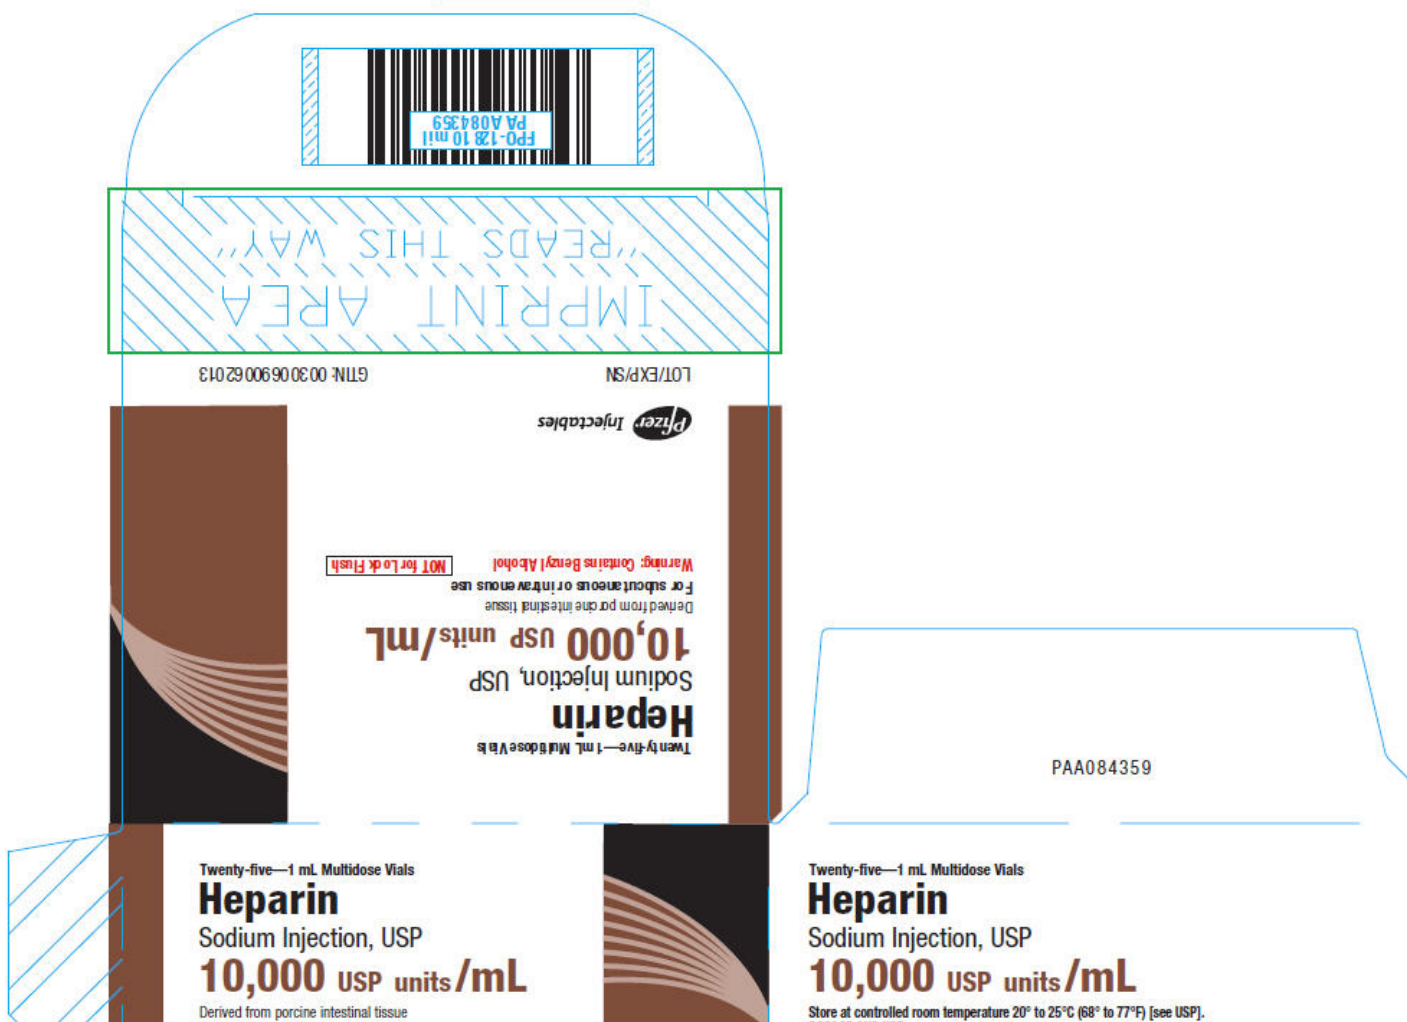 FPO-128 10 mil
PAA084359
"READS THIS WAY"
IMPRINT AREA
LOT/EXP/SN
GTIN: 00300690062013
Pfizer Injectables
Twenty-five—1 mL Multidose Vials
Heparin
Sodium Injection, USP
10,000 USP units/mL
Derived from porcine intestinal tissue
For subcutaneous or intravenous use
Warning: Contains Benzyl Alcohol
NOT for Lock Flush
PAA084359
Twenty-five—1 mL Multidose Vials
Heparin
Sodium Injection, USP
10,000 USP units/mL
Derived from porcine intestinal tissue
Twenty-five—1 mL Multidose Vials
Heparin
Sodium Injection, USP
10,000 USP units/mL
Store at controlled room temperature 20° to 25°C (68° to 77°F) [see USP].